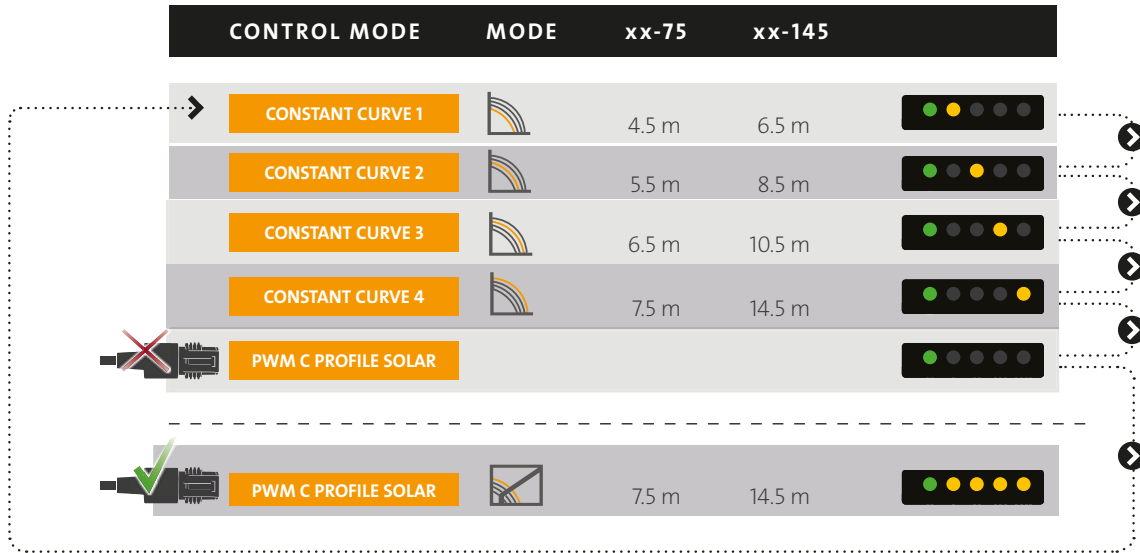 CONTROL MODE MODE xx-75 xx-145
CONSTANT CURVE 1 4.5 m 6.5 m
CONSTANT CURVE 2 5.5 m 8.5 m
CONSTANT CURVE 3 6.5 m 10.5 m
CONSTANT CURVE 4 7.5 m 14.5 m
PWM C PROFILE SOLAR
PWM C PROFILE SOLAR 7.5 m 14.5 m